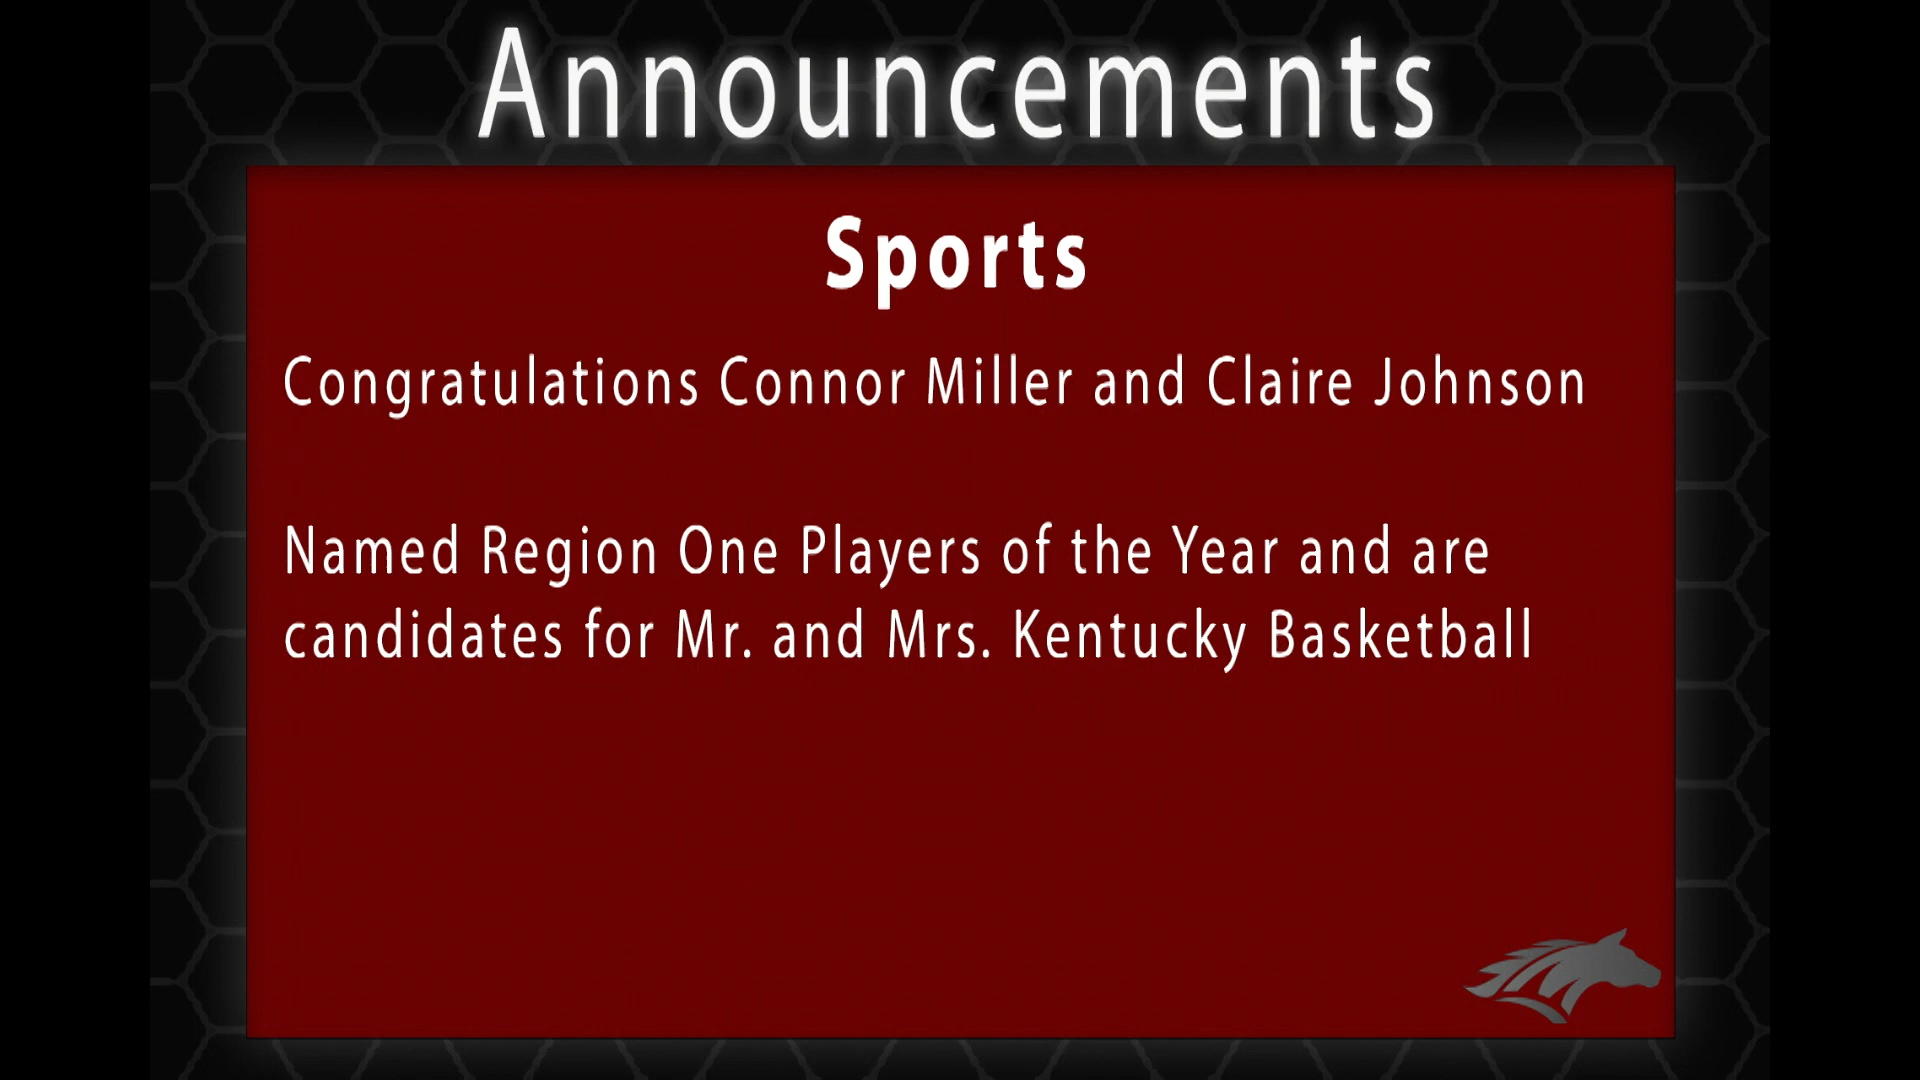 Announcements
Sports
Congratulations Connor Miller and Claire Johnson
Named Region One Players of the Year and are
candidates for Mr. and Mrs. Kentucky Basketball